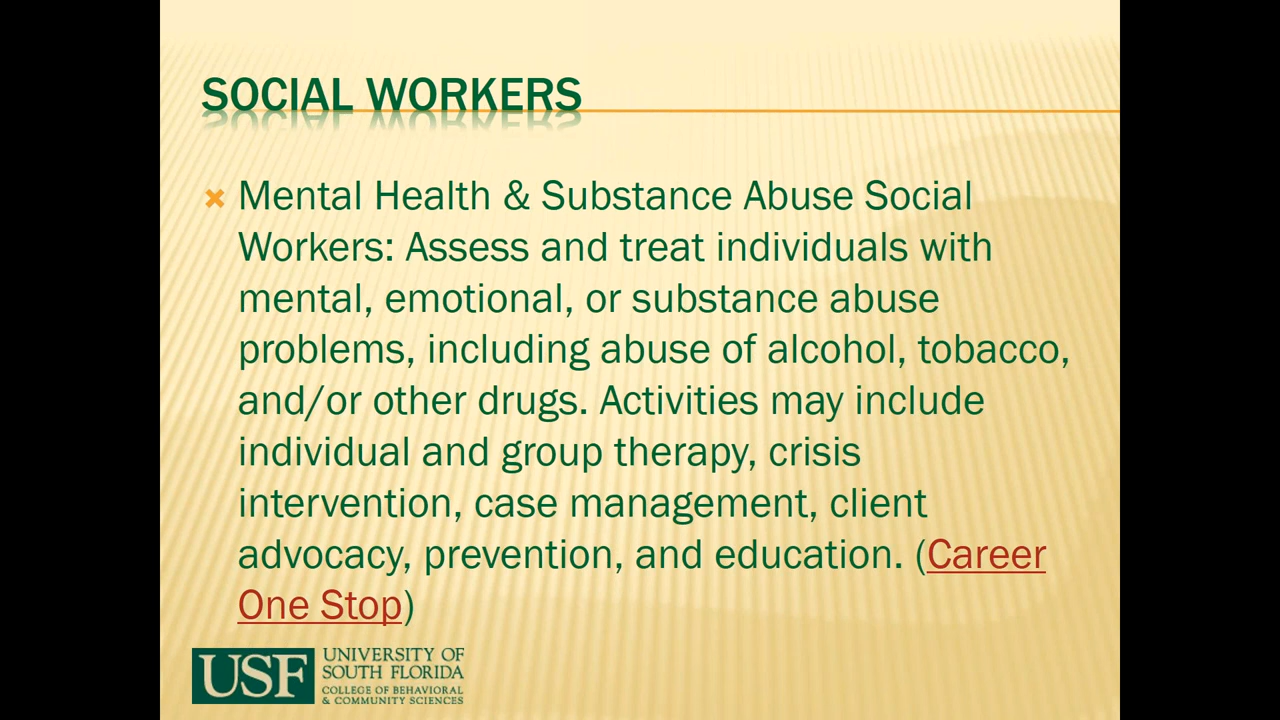 SOCIAL WORKERS
Mental Health & Substance Abuse Social
Workers: Assess and treat individuals with
mental, emotional, or substance abuse
problems, including abuse of alcohol, tobacco,
and/or other drugs. Activities may include
individual and group therapy, crisis
intervention, case management, client
advocacy, prevention, and education. (Career
One Stop)
USF
UNIVERSITY OF
SOUTH FLORIDA
COLLEGE OF BEHAVIORAL
& COMMUNITY SCIENCES